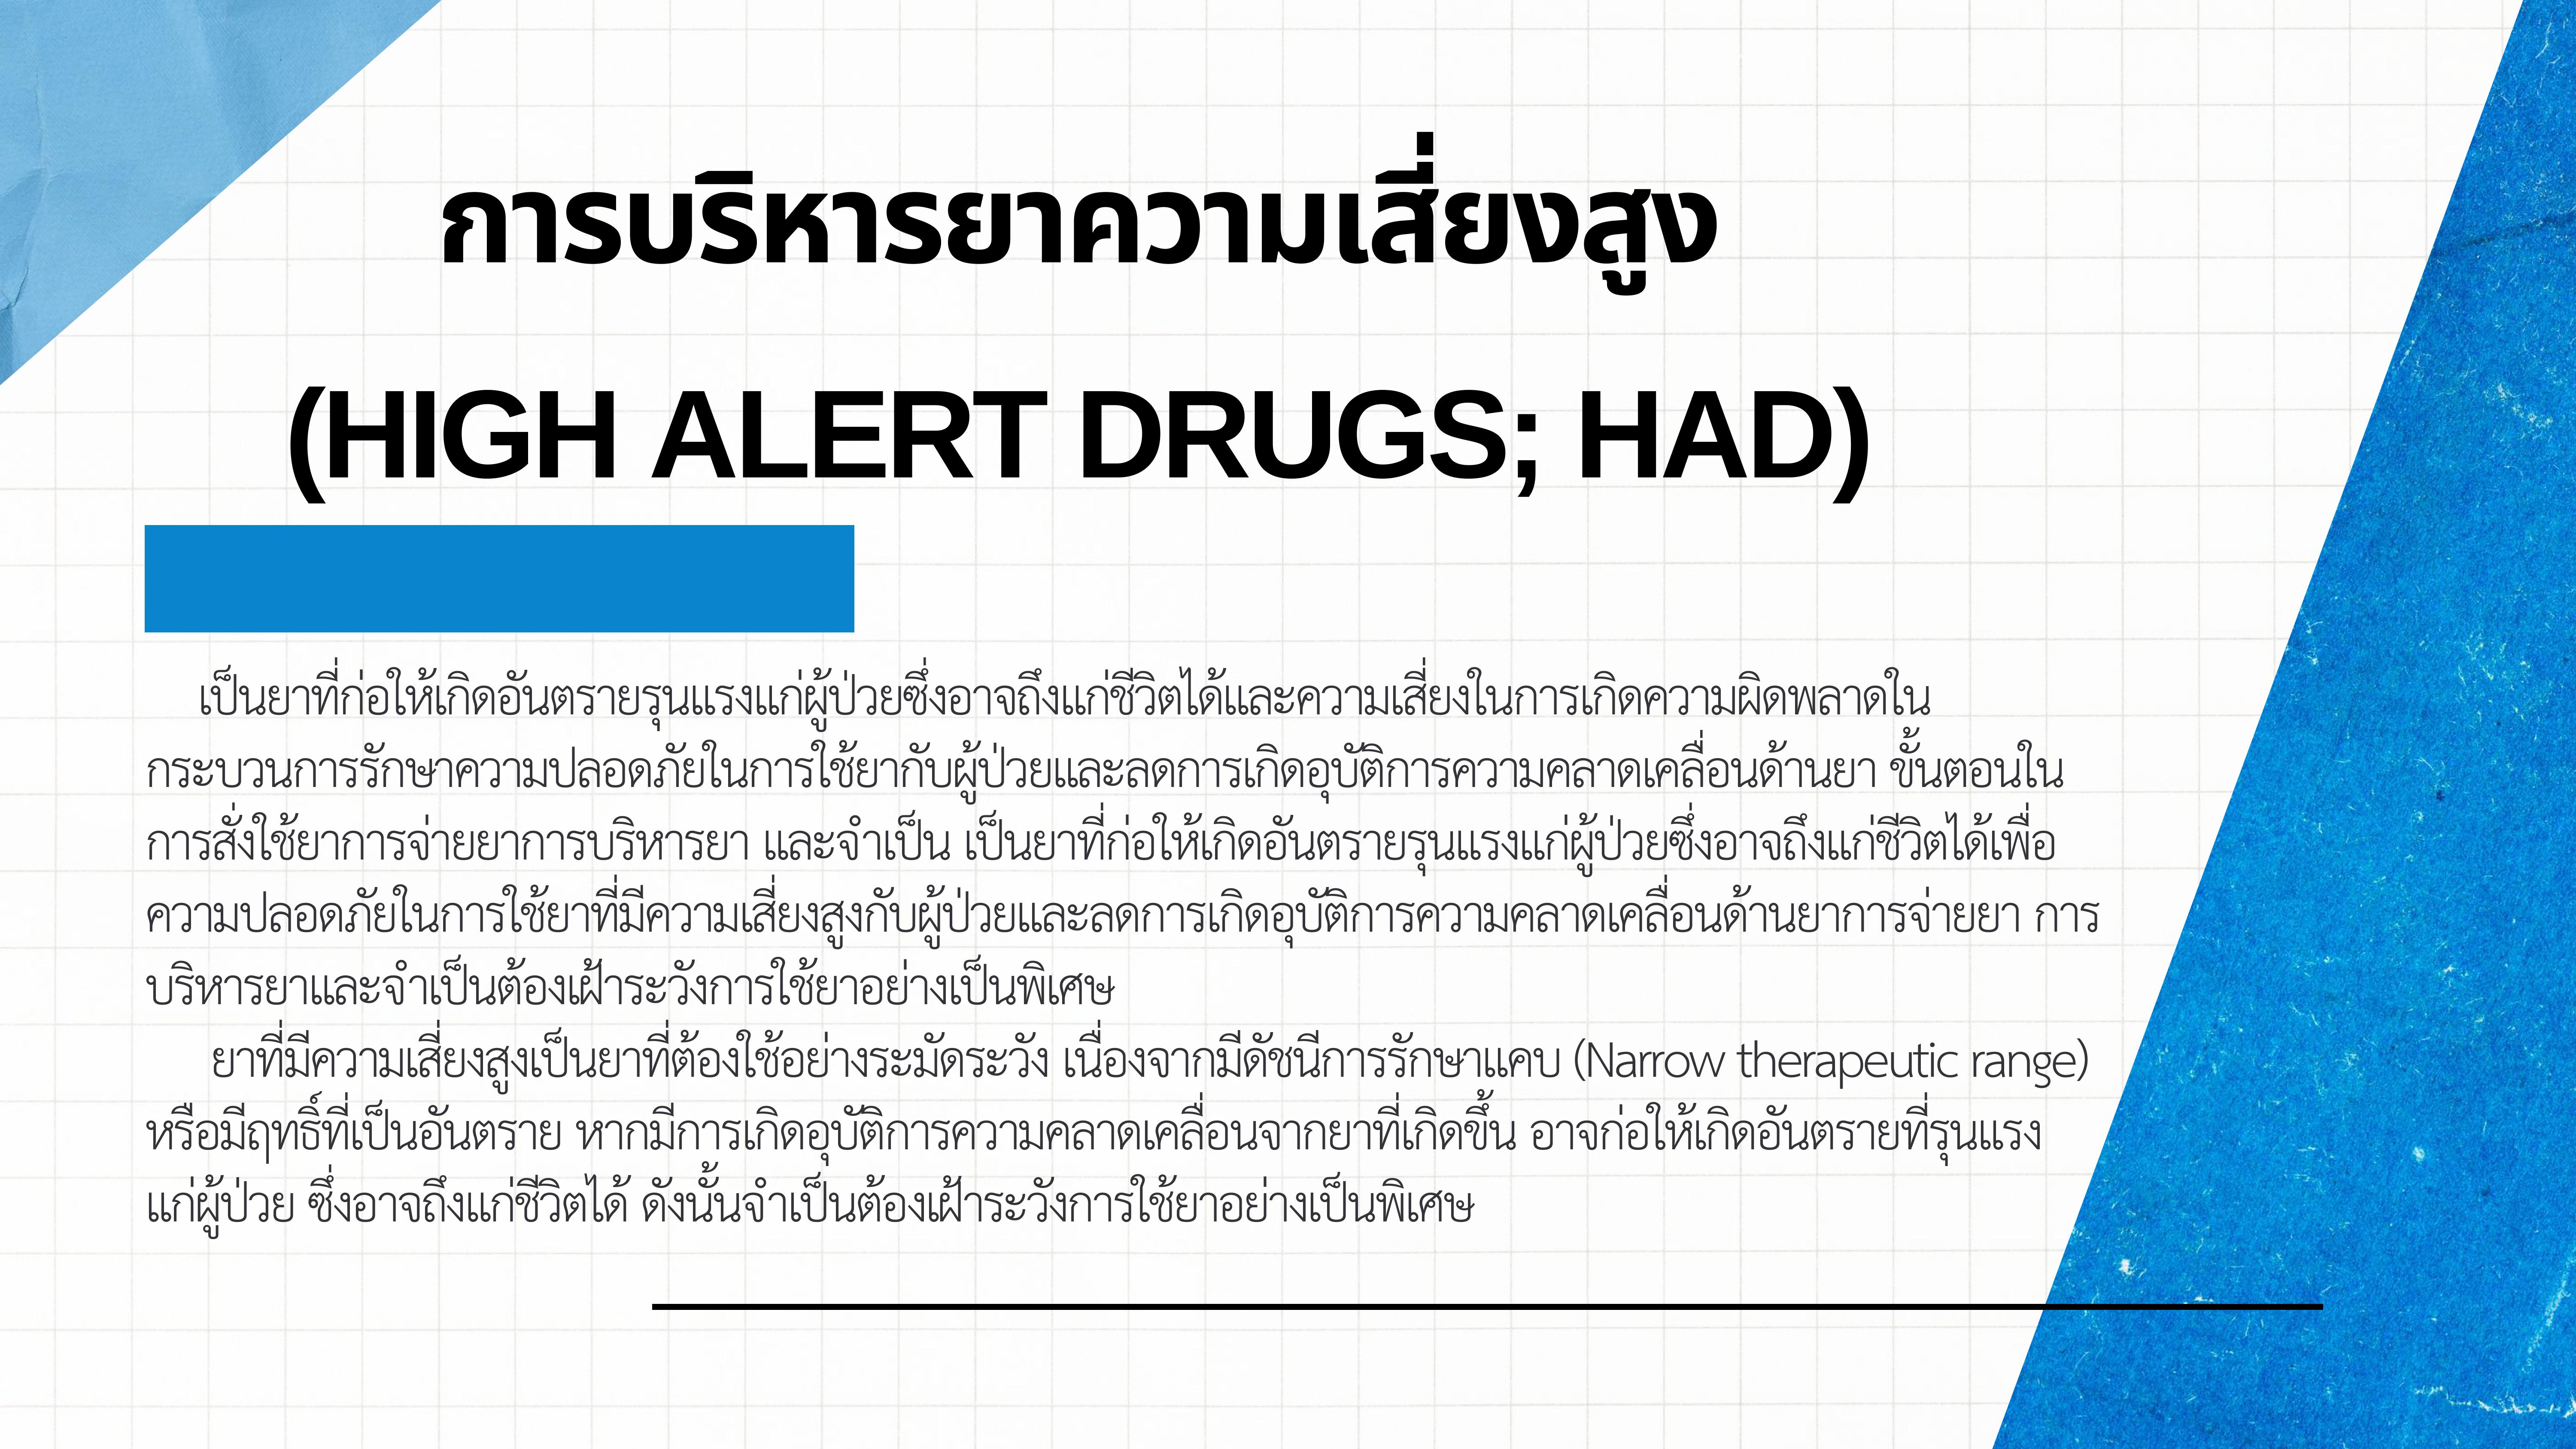 การบริหารยาความเสี่ยงสูง
(HIGH ALERT DRUGS; HAD)
เป็นยาที่ก่อให้เกิดอันตรายรุนแรงแก่ผู้ป่วยซึ่งอาจถึงแก่ชีวิตได้และความเสี่ยงในการเกิดความผิดพลาดใน
กระบวนการรักษาความปลอดภัยในการใช้ยากับผู้ป่วยและลดการเกิดอุบัติการความคลาดเคลื่อนด้านยา ขั้นตอนใน
การสั่งใช้ยาการจ่ายยาการบริหารยา และจำเป็น เป็นยาที่ก่อให้เกิดอันตรายรุนแรงแก่ผู้ป่วยซึ่งอาจถึงแก่ชีวิตได้เพื่อ
ความปลอดภัยในการใช้ยาที่มีความเสี่ยงสูงกับผู้ป่วยและลดการเกิดอุบัติการความคลาดเคลื่อนด้านยาการจ่ายยา การ
บริหารยาและจำเป็นต้องเฝ้าระวังการใช้ยาอย่างเป็นพิเศษ
ยาที่มีความเสี่ยงสูงเป็นยาที่ต้องใช้อย่างระมัดระวัง เนื่องจากมีดัชนีการรักษาแคบ (Narrow therapeutic range)
หรือมีฤทธิ์ที่เป็นอันตราย หากมีการเกิดอุบัติการความคลาดเคลื่อนจากยาที่เกิดขึ้น อาจก่อให้เกิดอันตรายที่รุนแรง
แก่ผู้ป่วย ซึ่งอาจถึงแก่ชีวิตได้ ดังนั้นจำเป็นต้องเฝ้าระวังการใช้ยาอย่างเป็นพิเศษ